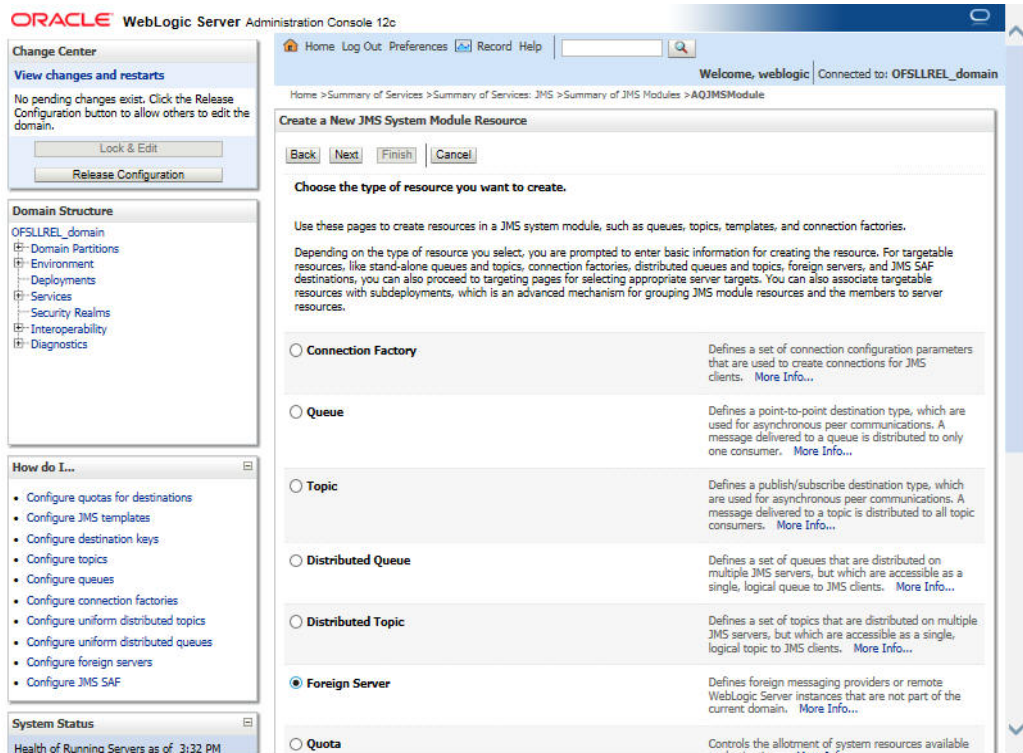 ORACLE WebLogic Server Administration Console 12c
Change Center
View changes and restarts
No pending changes exist. Click the Release
Configuration button to allow others to edit the
domain.
Lock & Edit
Release Configuration
Domain Structure
OFSLLREL_domain
Domain Partitions
Environment
Deployments
Services
Security Realms
Interoperability
Diagnostics
How do I...
Configure quotas for destinations
Configure JMS templates
Configure destination keys
Configure topics
Configure queues
Configure connection factories
Configure uniform distributed topics
Configure uniform distributed queues
Configure foreign servers
Configure JMS SAF
System Status
Health of Running Servers as of 3:32 PM
Home Log Out Preferences Record Help
Welcome, weblogic Connected to: OFSLLREL_domain
Home >Summary of Services >Summary of Services: JMS >Summary of JMS Modules >AQJMSModule
Create a New JMS System Module Resource
Back Next Finish Cancel
Choose the type of resource you want to create.
Use these pages to create resources in a JMS system module, such as queues, topics, templates, and connection factories.
Depending on the type of resource you select, you are prompted to enter basic information for creating the resource. For targetable
resources, like stand-alone queues and topics, connection factories, distributed queues and topics, foreign servers, and JMS SAF
destinations, you can also proceed to targeting pages for selecting appropriate server targets. You can also associate targetable
resources with subdeployments, which is an advanced mechanism for grouping JMS module resources and the members to server
resources.
Connection Factory
Defines a set of connection configuration parameters
that are used to create connections for JMS
clients. More Info...
Queue
Defines a point-to-point destination type, which are
used for asynchronous peer communications. A
message delivered to a queue is distributed to only
one consumer. More Info...
Topic
Defines a publish/subscribe destination type, which
are used for asynchronous peer communications. A
message delivered to a topic is distributed to all topic
consumers. More Info...
Distributed Queue
Defines a set of queues that are distributed on
multiple JMS servers, but which are accessible as a
single, logical queue to JMS clients. More Info...
Distributed Topic
Defines a set of topics that are distributed on multiple
JMS servers, but which are accessible as a single,
logical topic to JMS clients. More Info...
Foreign Server
Defines foreign messaging providers or remote
WebLogic Server instances that are not part of the
current domain. More Info...
Quota
Controls the allotment of system resources available